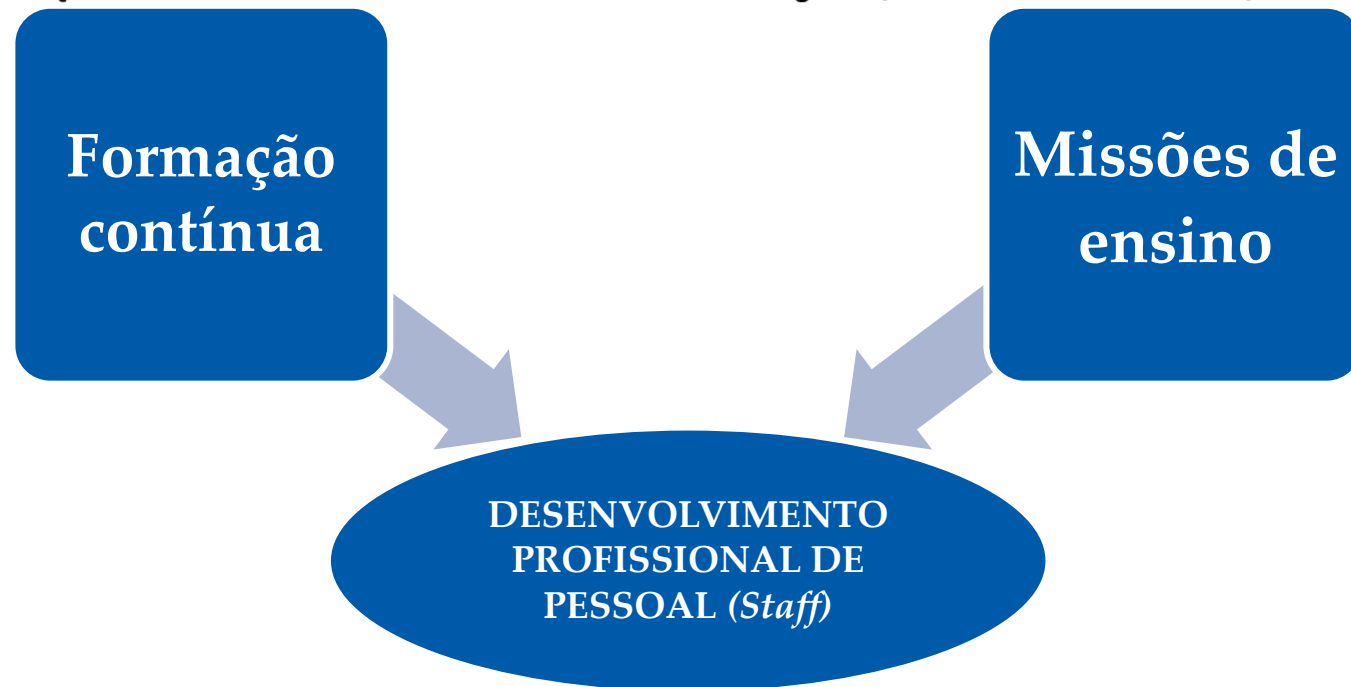 Formação
contínua
Missões de
ensino
DESENVOLVIMENTO
PROFISSIONAL DE
PESSOAL (Staff)